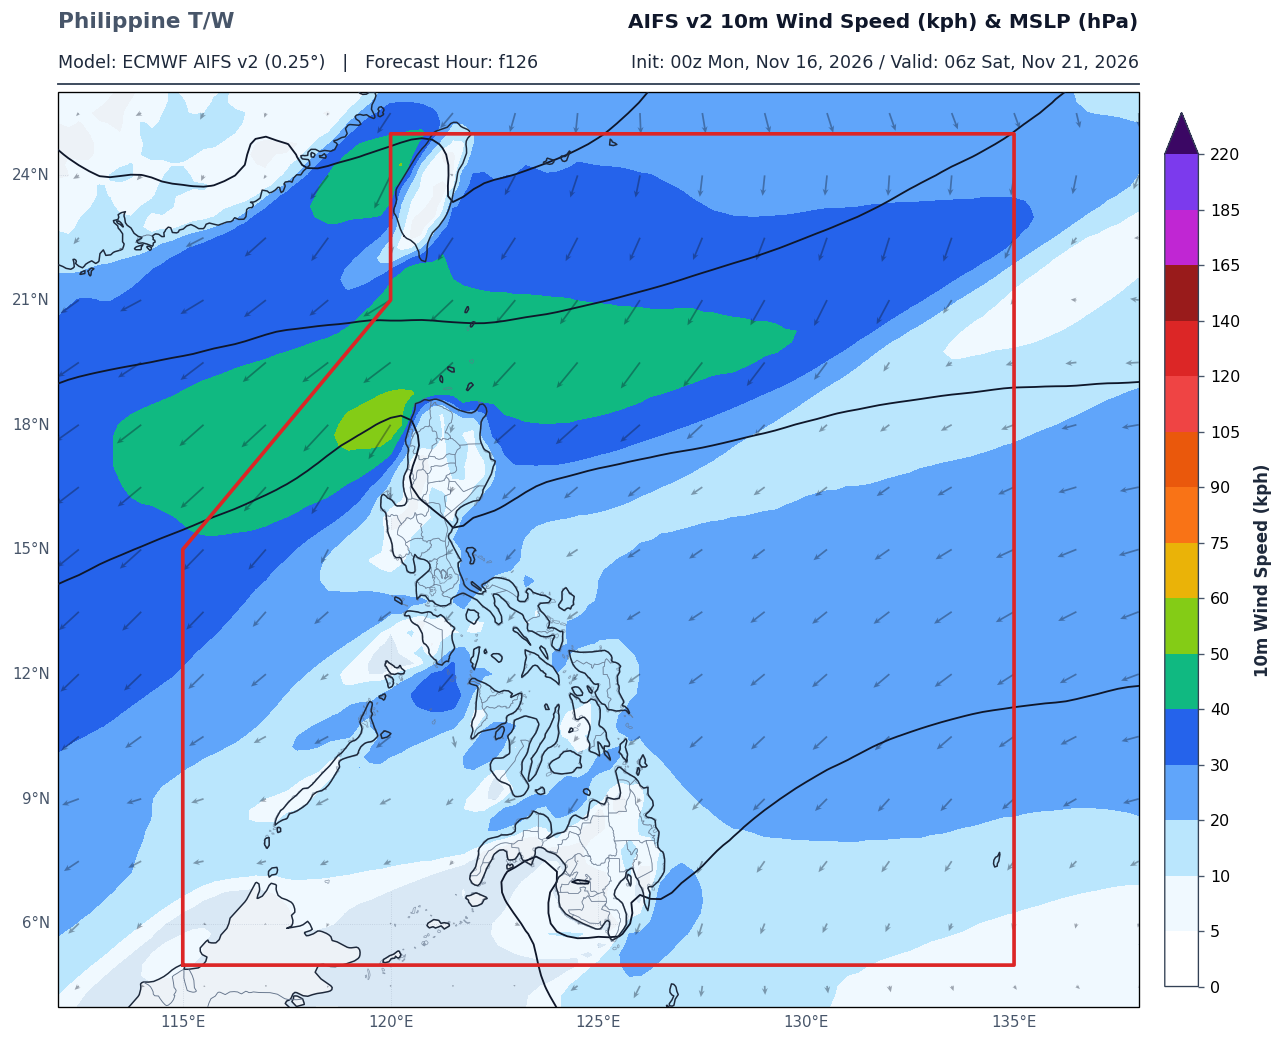 Philippine T/W
AIFS v2 10m Wind Speed (kph) & MSLP (hPa)
Model: ECMWF AIFS v2 (0.25°)   |   Forecast Hour: f126
Init: 00z Mon, Nov 16, 2026 / Valid: 06z Sat, Nov 21, 2026
24°N
21°N
18°N
15°N
12°N
9°N
6°N
115°E
120°E
125°E
130°E
135°E
220
185
165
140
120
105
90
75
60
50
40
30
20
10
5
0
10m Wind Speed (kph)